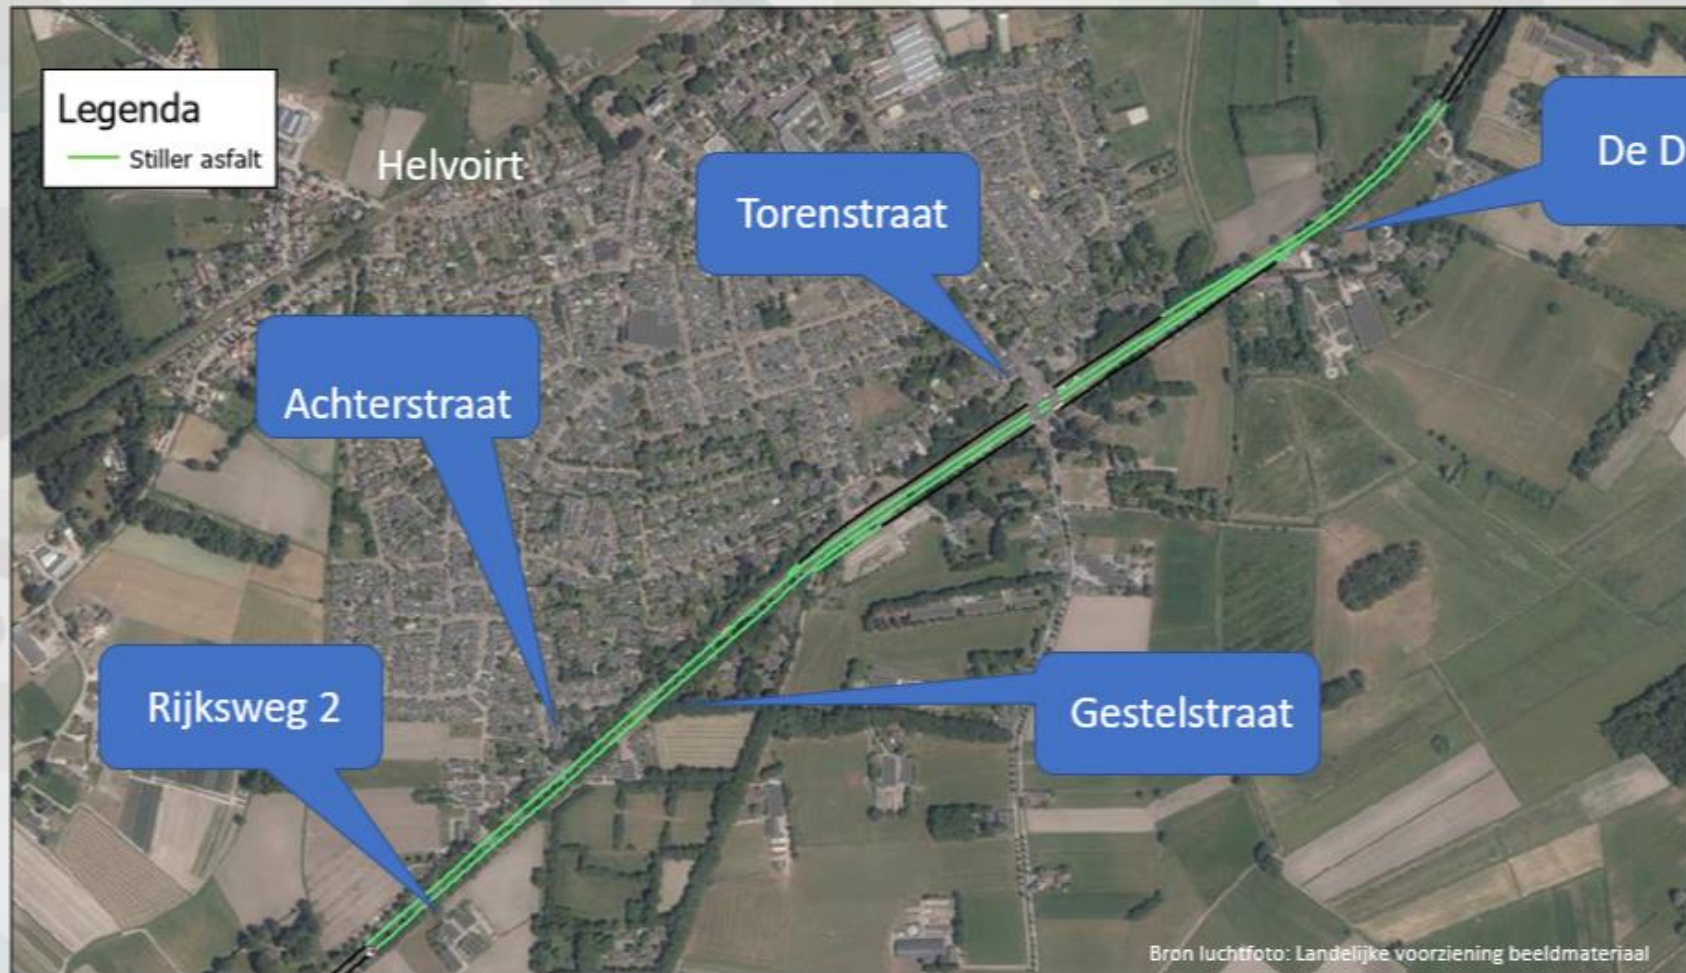 Legenda
Stiller asfalt
Helvoirt
Torenstraat
De D
Achterstraat
Rijksweg 2
Gestelstraat
Bron luchtfoto: Landelijke voorziening beeldmateriaal